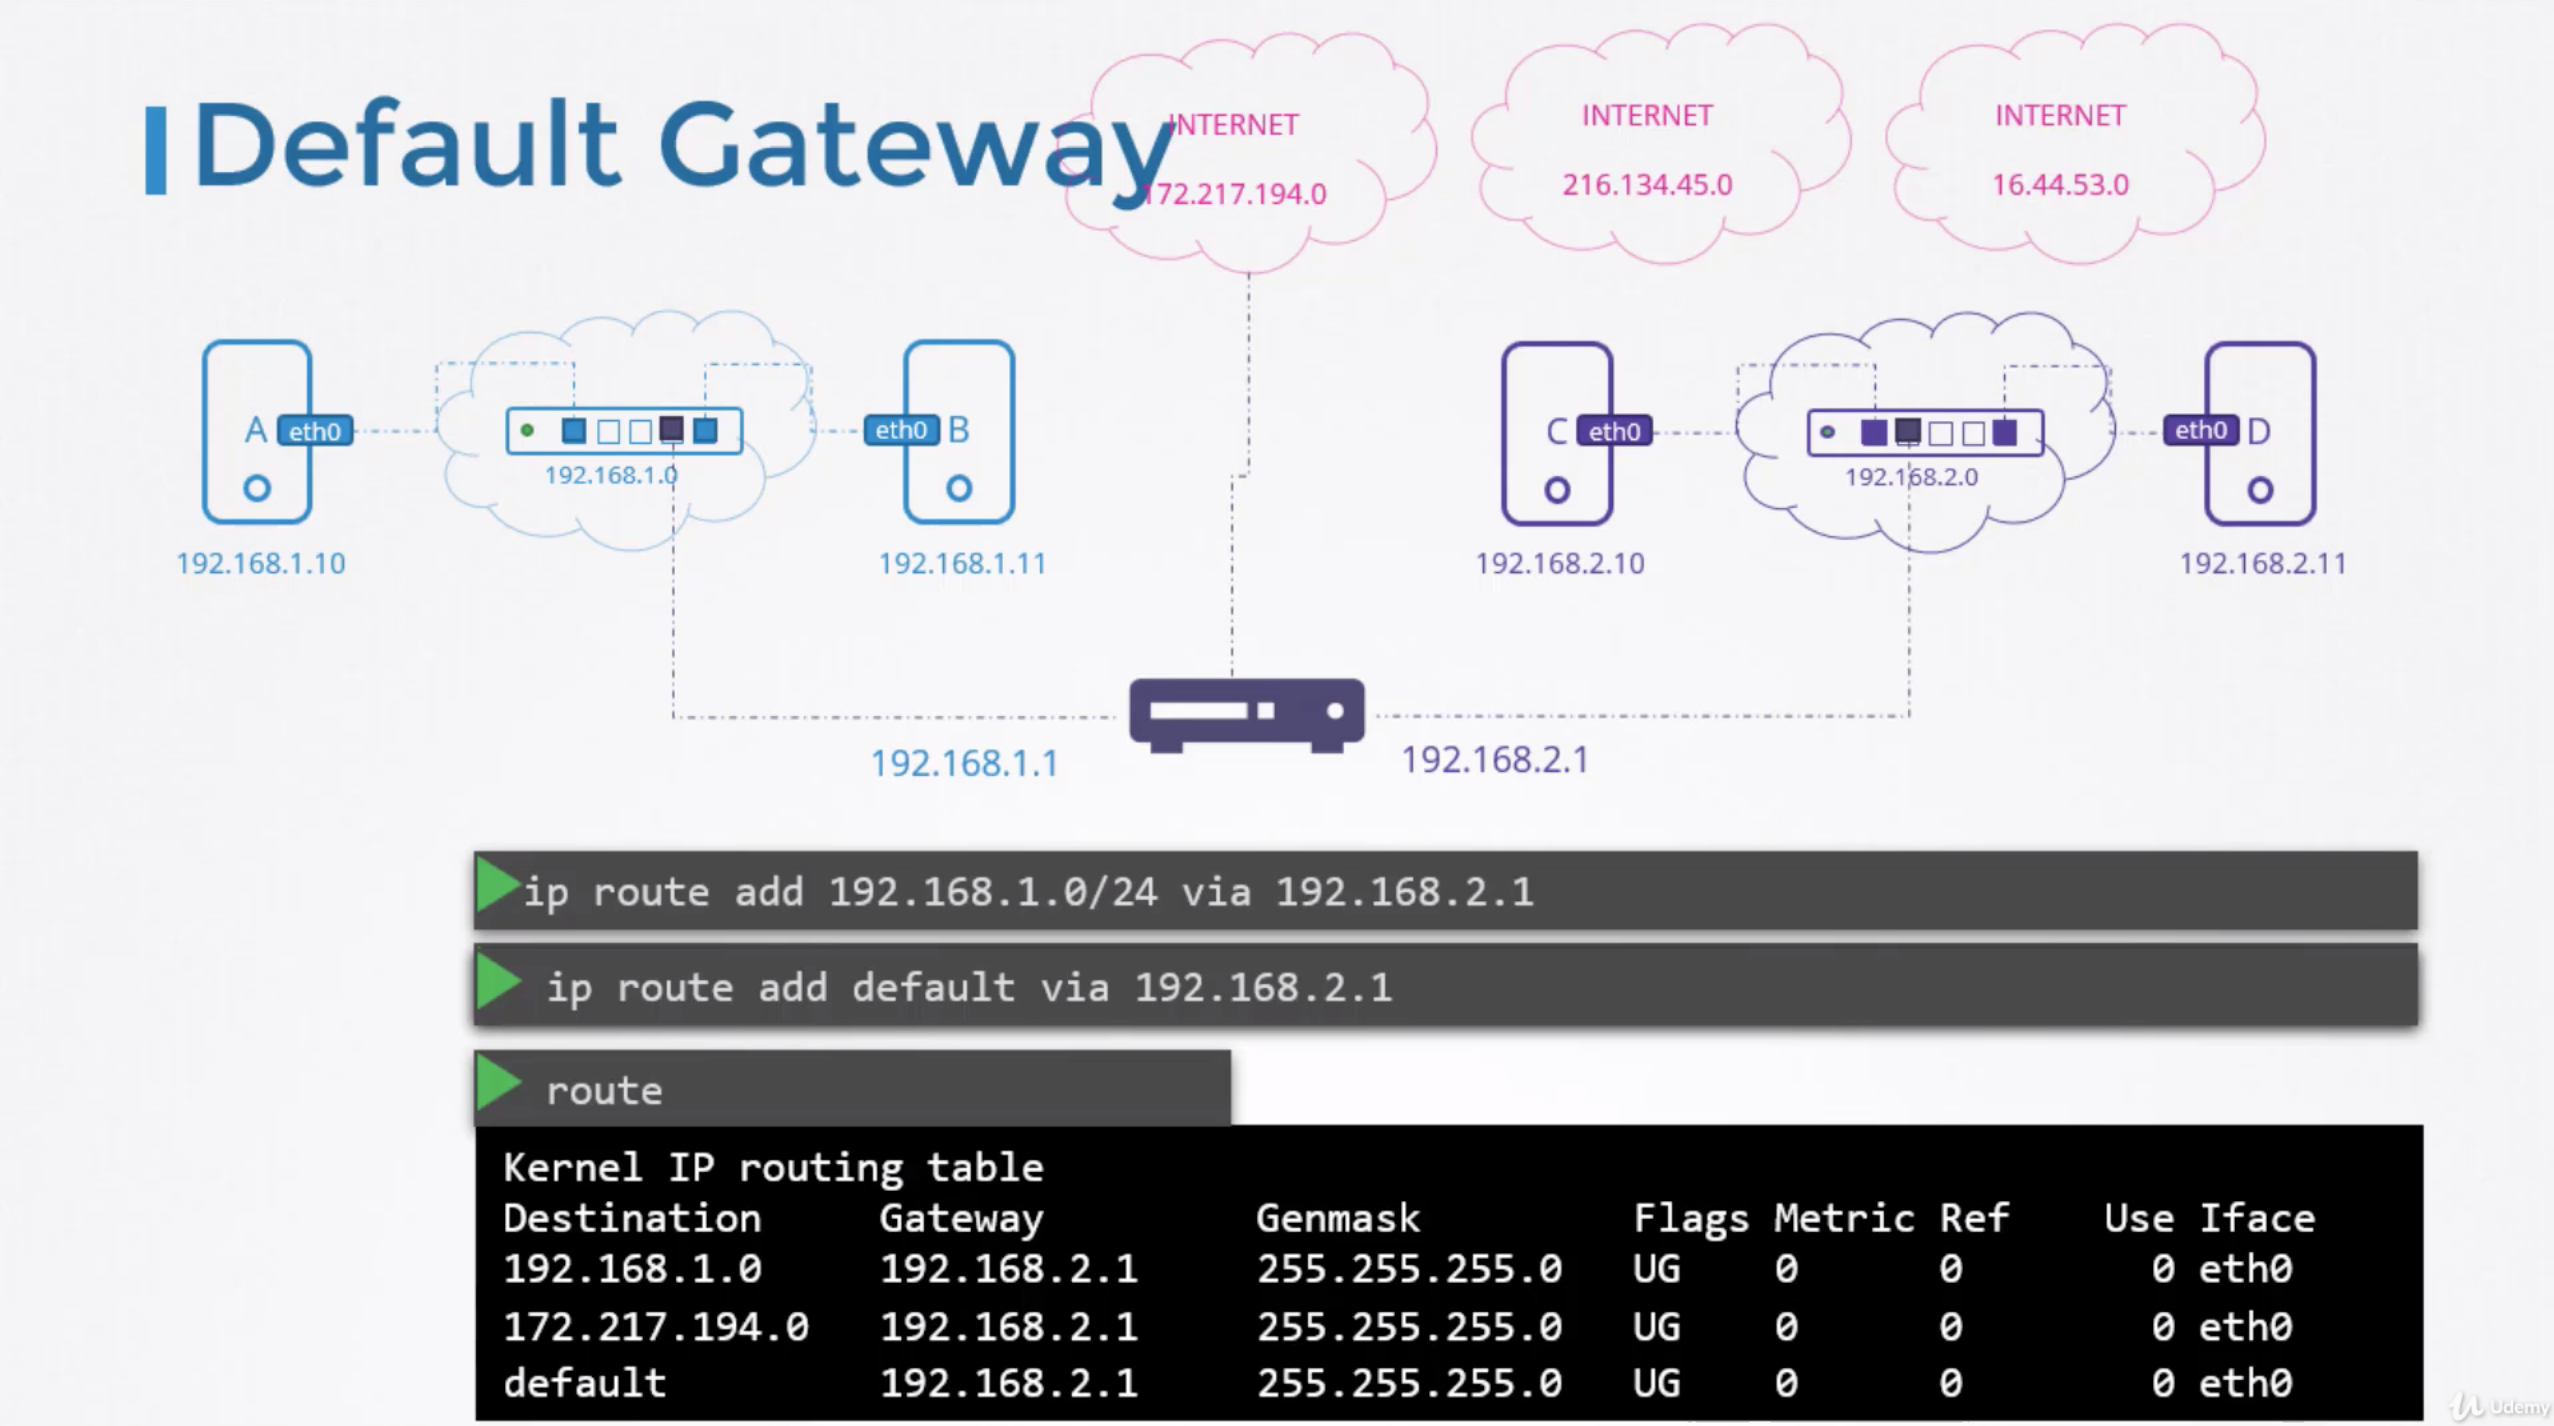 Default Gateway
INTERNET
172.217.194.0
INTERNET
216.134.45.0
INTERNET
16.44.53.0
A eth0
192.168.1.0
eth0 B
C eth0
192.168.2.0
eth0 D
192.168.1.10
192.168.1.11
192.168.2.10
192.168.2.11
192.168.1.1
192.168.2.1
ip route add 192.168.1.0/24 via 192.168.2.1
ip route add default via 192.168.2.1
route
Kernel IP routing table
Destination Gateway Genmask Flags Metric Ref Use Iface
192.168.1.0 192.168.2.1 255.255.255.0 UG 0 0 0 eth0
172.217.194.0 192.168.2.1 255.255.255.0 UG 0 0 0 eth0
default 192.168.2.1 255.255.255.0 UG 0 0 0 eth0
Udemy